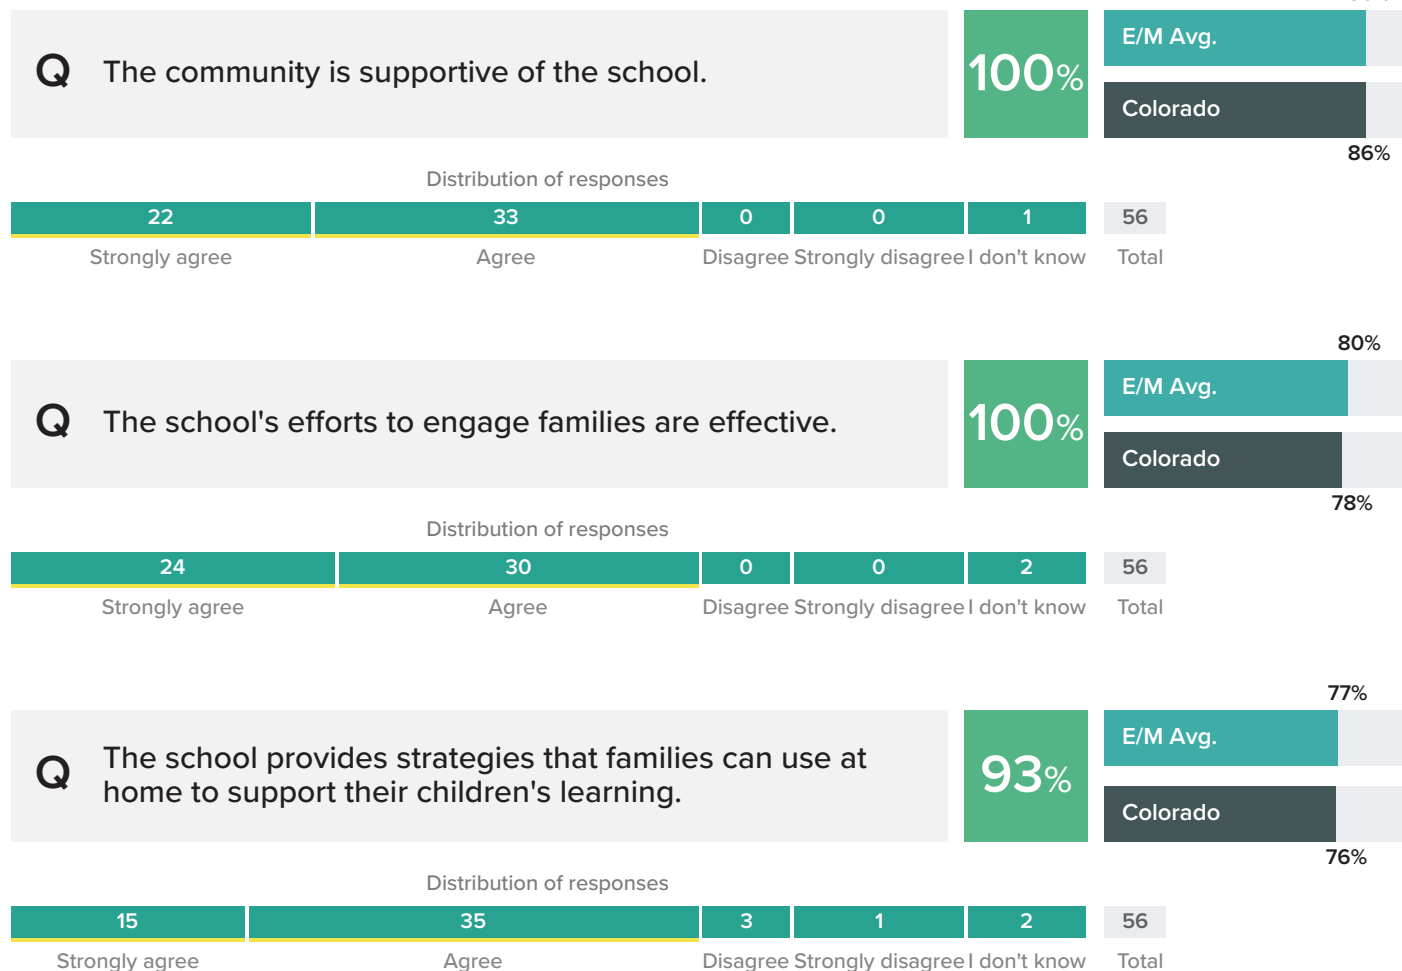 E/M Avg.
Q The community is supportive of the school.
100%
Colorado
86%
Distribution of responses
22 33 0 0 1 56
Strongly agree Agree Disagree Strongly disagree I don't know Total
80%
E/M Avg.
Q The school's efforts to engage families are effective.
100%
Colorado
78%
Distribution of responses
24 30 0 0 2 56
Strongly agree Agree Disagree Strongly disagree I don't know Total
77%
E/M Avg.
Q The school provides strategies that families can use at
home to support their children's learning.
93%
Colorado
76%
Distribution of responses
15 35 3 1 2 56
Strongly agree Agree Disagree Strongly disagree I don't know Total